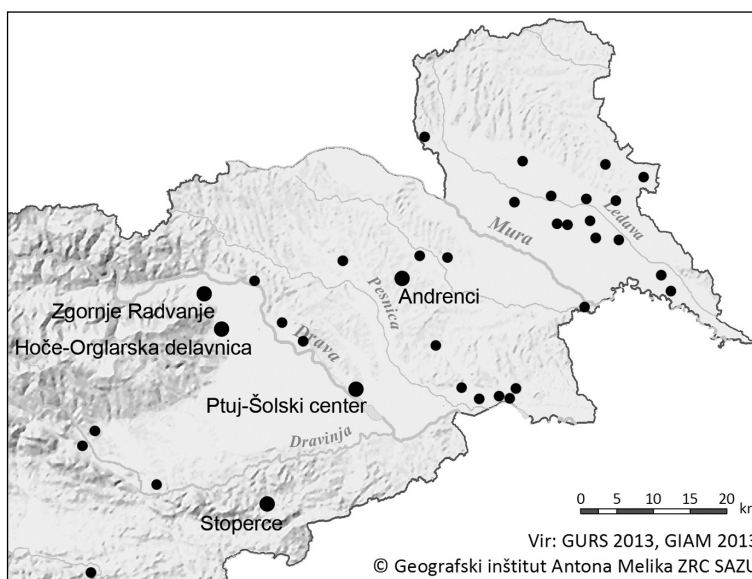 Mura
Ledava
Pesnica
Andrenci
Zgornje Radvanje
Hoče-Orglarska delavnica
Drava
Ptuj-Šolski center
Dravinja
Stoperce
0 5 10 15 20
km
Vir: GURS 2013, GIAM 2013
© Geografski inštitut Antona Melika ZRC SAZU